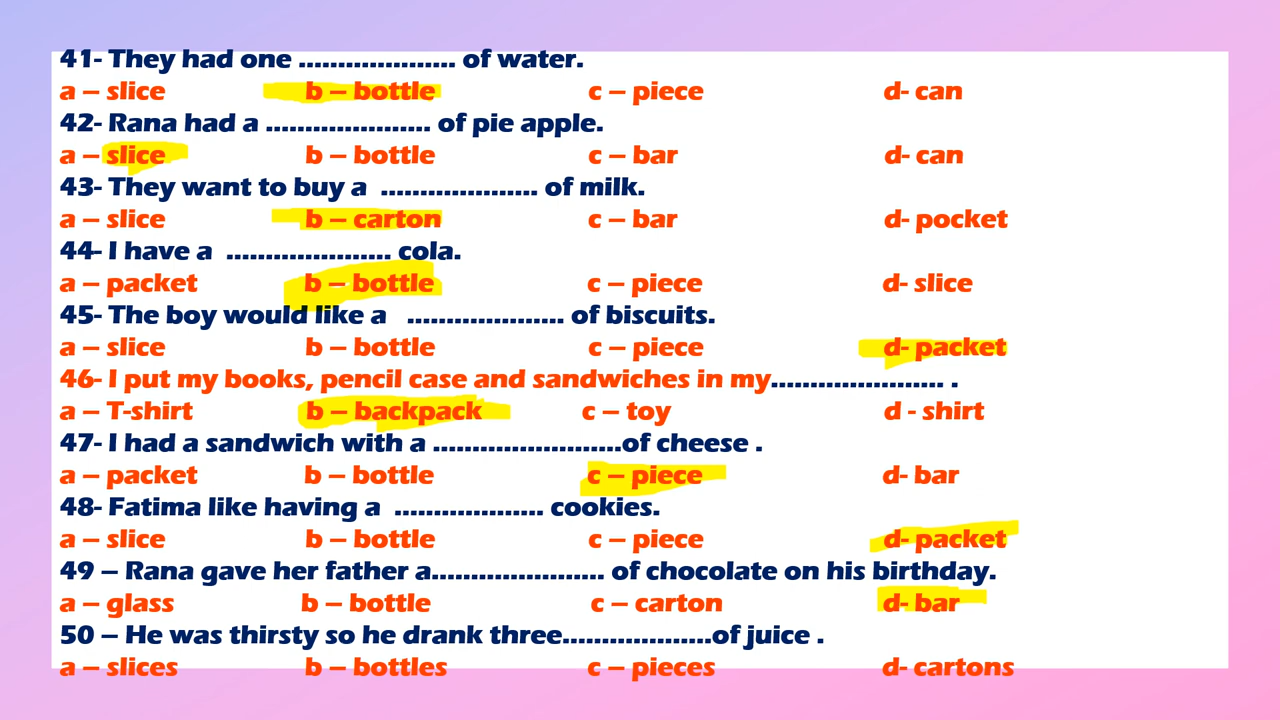 41- They had one .................... of water.
a – slice b – bottle c – piece d- can
42- Rana had a ..................... of pie apple.
a – slice b – bottle c – bar d- can
43- They want to buy a .................... of milk.
a – slice b – carton c – bar d- pocket
44- I have a ..................... cola.
a – packet b – bottle c – piece d- slice
45- The boy would like a .................... of biscuits.
a – slice b – bottle c – piece d- packet
46- I put my books, pencil case and sandwiches in my...................... .
a – T-shirt b – backpack c – toy d - shirt
47- I had a sandwich with a ........................of cheese .
a – packet b – bottle c – piece d- bar
48- Fatima like having a ................... cookies.
a – slice b – bottle c – piece d- packet
49 – Rana gave her father a...................... of chocolate on his birthday.
a – glass b – bottle c – carton d- bar
50 – He was thirsty so he drank three...................of juice .
a – slices b – bottles c – pieces d- cartons